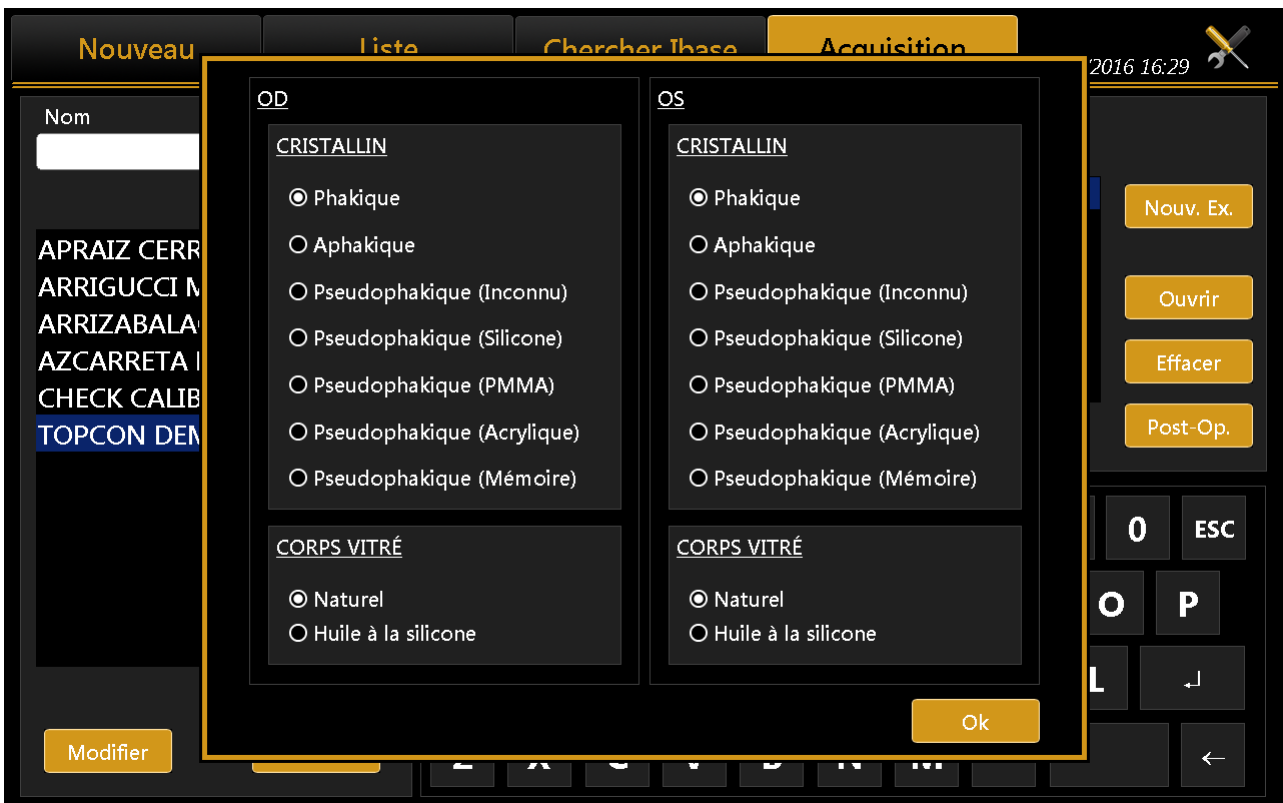 Nouveau
Liste
Chercher Ibase
Acquisition
/2016 16:29
Nom
APRAIZ CERR
ARRIGUCCI M
ARRIZABALA
AZCARRETA
CHECK CALIB
TOPCON DEM
OD
CRISTALLIN
Phakique
Aphakique
Pseudophakique (Inconnu)
Pseudophakique (Silicone)
Pseudophakique (PMMA)
Pseudophakique (Acrylique)
Pseudophakique (Mémoire)
CORPS VITRÉ
Naturel
Huile à la silicone
OS
CRISTALLIN
Phakique
Aphakique
Pseudophakique (Inconnu)
Pseudophakique (Silicone)
Pseudophakique (PMMA)
Pseudophakique (Acrylique)
Pseudophakique (Mémoire)
CORPS VITRÉ
Naturel
Huile à la silicone
Ok
Nouv. Ex.
Ouvrir
Effacer
Post-Op.
0 ESC
O P
L ↵
Z X C V B N M ←
Modifier